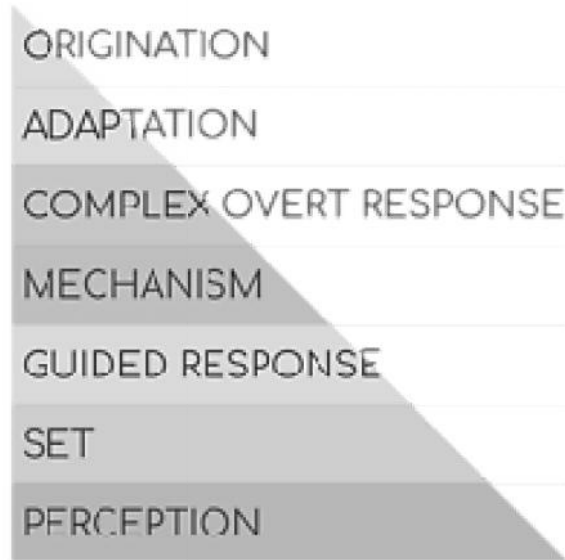 ORIGINATION
ADAPTATION
COMPLEX OVERT RESPONSE
MECHANISM
GUIDED RESPONSE
SET
PERCEPTION